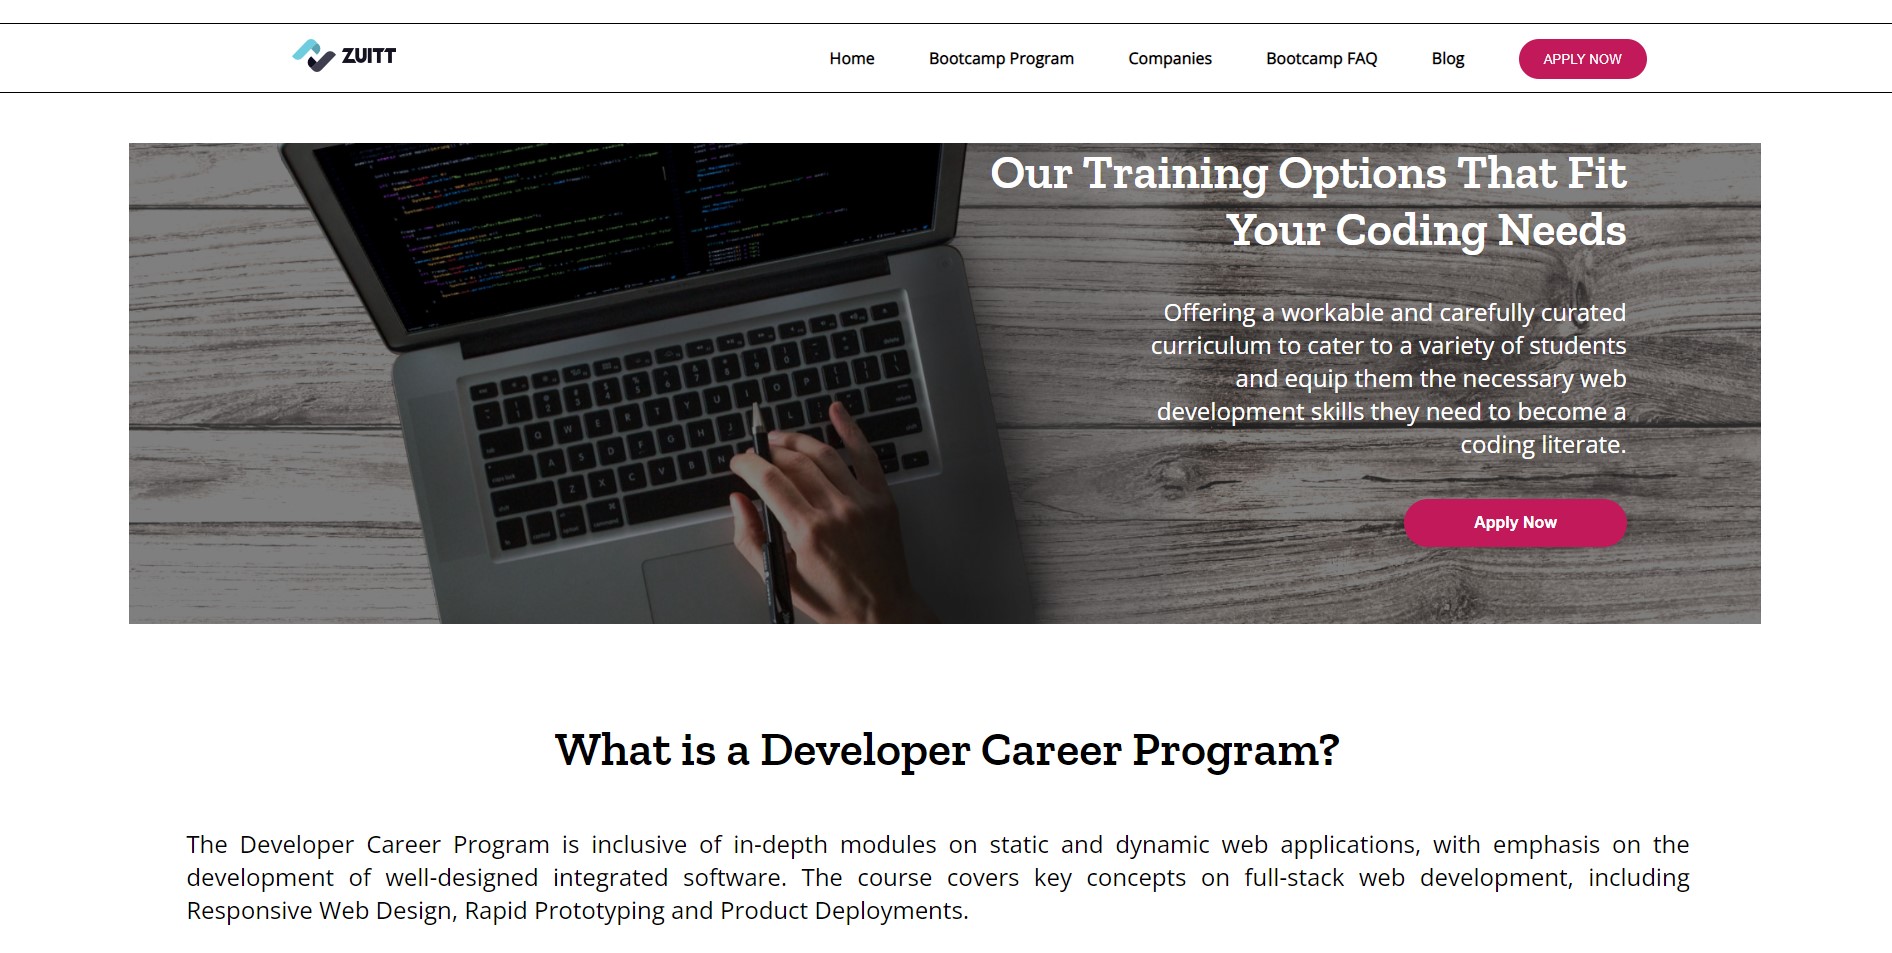 ZUITT
Home
Bootcamp Program
Companies
Bootcamp FAQ
Blog
APPLY NOW
Our Training Options That Fit
Your Coding Needs
Offering a workable and carefully curated
curriculum to cater to a variety of students
and equip them the necessary web
development skills they need to become a
coding literate.
Apply Now
What is a Developer Career Program?
The Developer Career Program is inclusive of in-depth modules on static and dynamic web applications, with emphasis on the
development of well-designed integrated software. The course covers key concepts on full-stack web development, including
Responsive Web Design, Rapid Prototyping and Product Deployments.